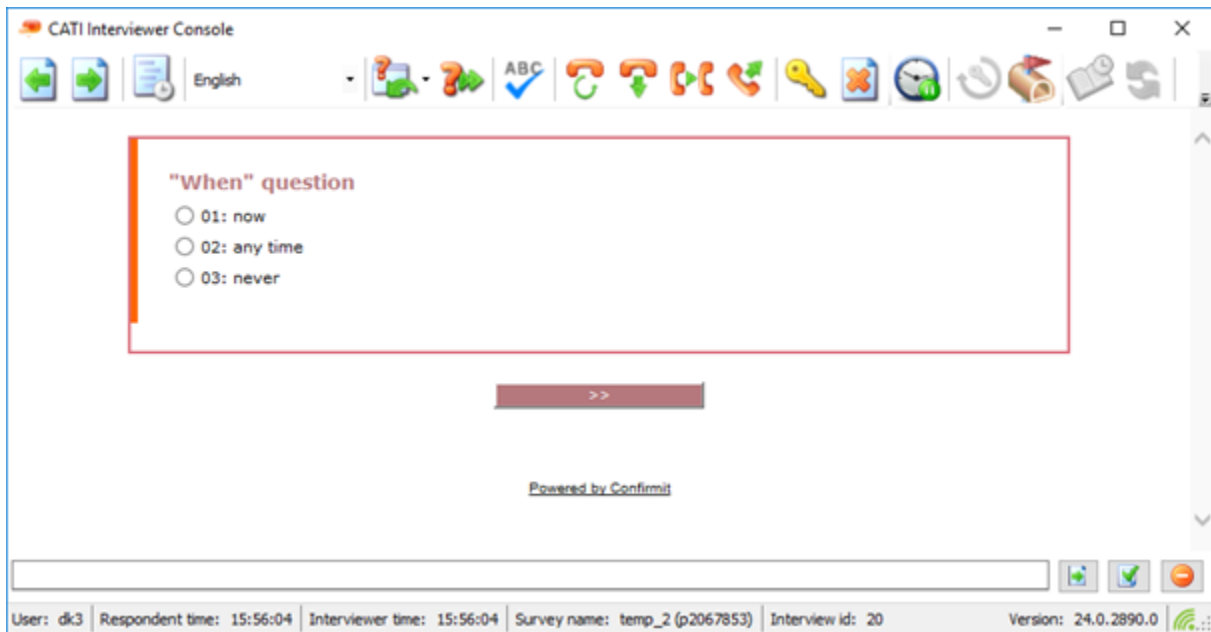 CATI Interviewer Console
English
ABC
"When" question
01: now
02: any time
03: never
>>
Powered by Confirmit
User: dk3 Respondent time: 15:56:04 Interviewer time: 15:56:04 Survey name: temp_2 (p2067853) Interview id: 20 Version: 24.0.2890.0